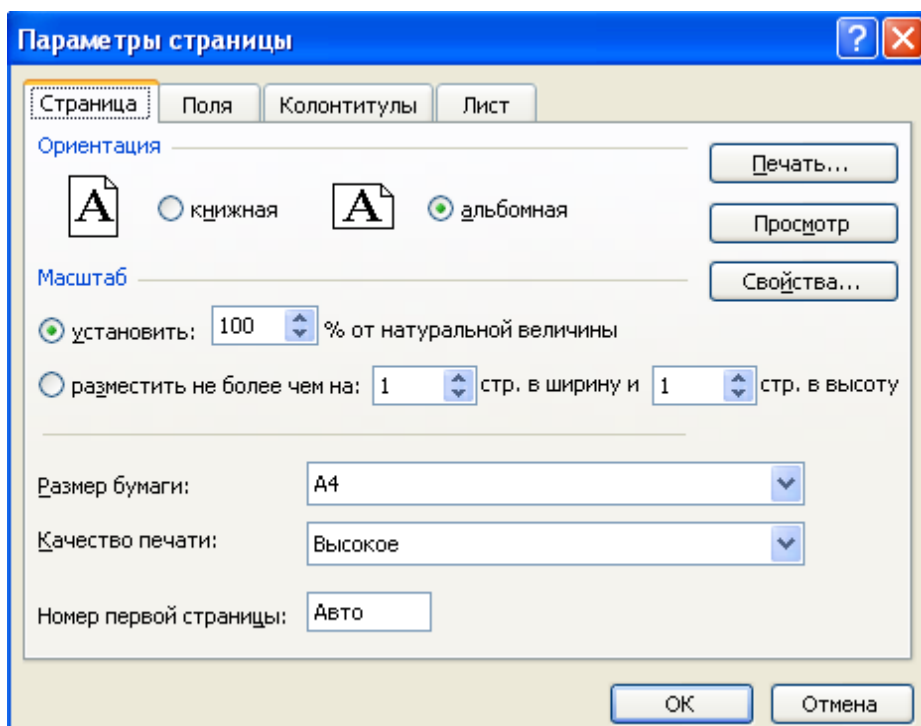 Параметры страницы
Страница Поля Колонтитулы Лист
Ориентация
Печать...
A книжная A альбомная
Просмотр
Масштаб
Свойства...
установить: 100 % от натуральной величины
разместить не более чем на: 1 стр. в ширину и 1 стр. в высоту
Размер бумаги: A4
Качество печати: Высокое
Номер первой страницы: Авто
ОК Отмена